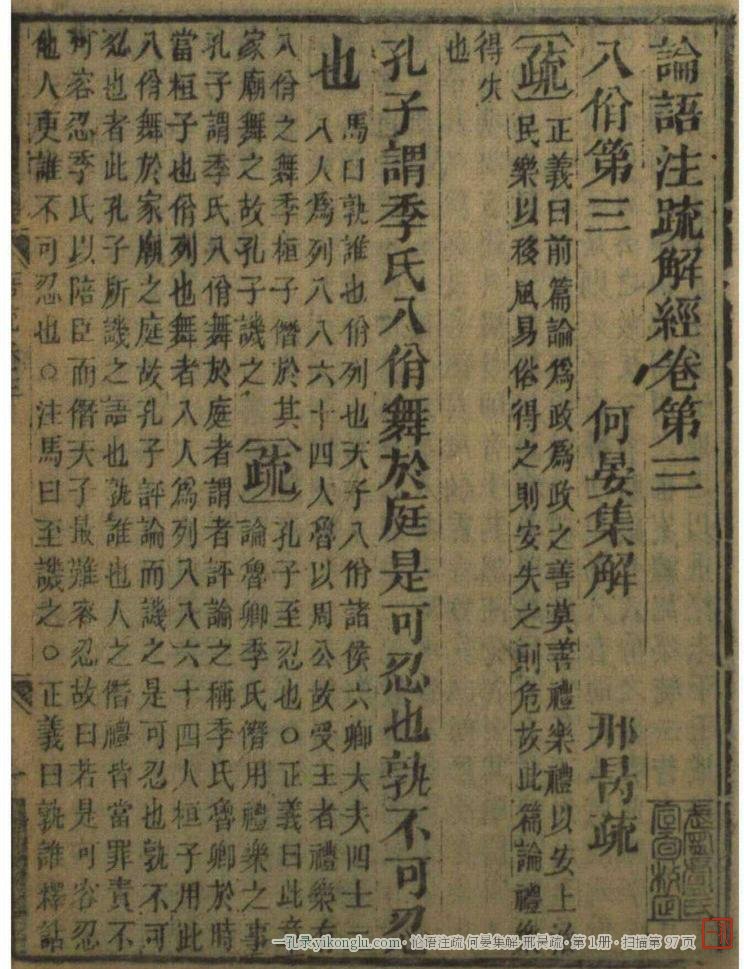 論語注疏解經卷第三
八佾第三 何晏集解 邢昺疏
疏 正義曰前篇論為政為政之善莫善禮樂禮以安上
民樂以移風易俗得之則安失之則危故此篇論禮樂
得失
也
孔子謂季氏八佾舞於庭是可忍也孰不可忍
也
馬曰孰誰也佾列也天子八佾諸侯六卿大夫四士二
八人為列八八六十四人魯以周公故受王者禮樂有
八佾之舞季桓子僭於其
家廟舞之故孔子譏之
疏
孔子至忍也○正義曰此章
論魯卿季氏僭用禮樂之事
孔子謂季氏八佾舞於庭者謂者評論之稱季氏魯卿於時
當桓子也佾列也舞者八人為列八八六十四人桓子用此
八佾舞於家廟之庭故孔子評論而譏之是可忍也孰不可
忍也者此孔子所譏之語也孰誰也人之僭禮皆當罪責不
可容忍季氏以陪臣而僭天子最難容忍故曰若是可容忍
他人更誰不可忍也○注馬曰至譏之○正義曰孰誰釋詁
一孔录yikonglu.com·论语注疏.何晏集解.邢昺疏·第1册·扫描第97页